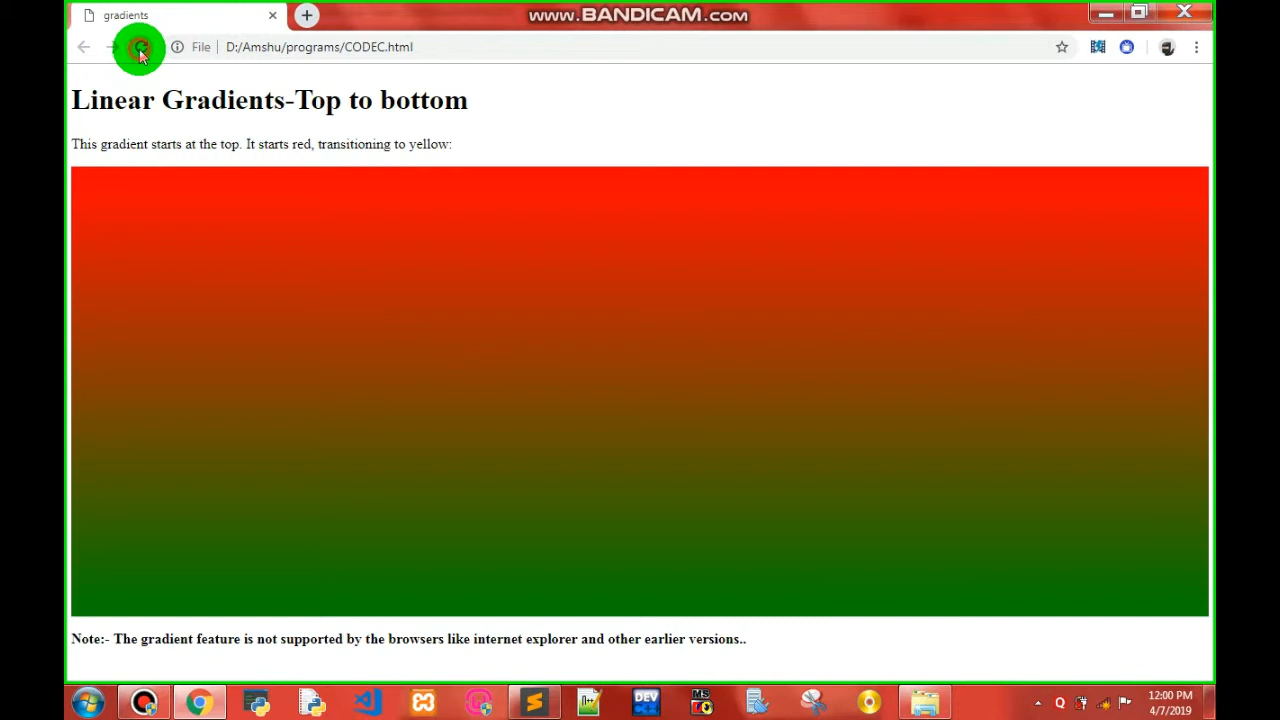 gradients
www.BANDICAM.com
File D:/Amshu/programs/CODEC.html
Linear Gradients-Top to bottom
This gradient starts at the top. It starts red, transitioning to yellow:
Note:- The gradient feature is not supported by the browsers like internet explorer and other earlier versions..
DEV
MS
12:00 PM
4/7/2019